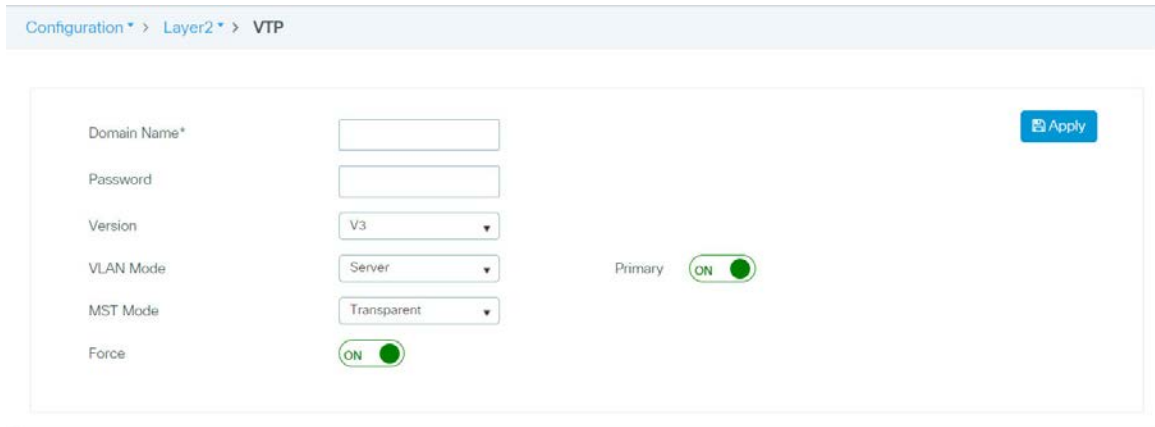 Configuration > Layer2 > VTP
Domain Name*
Apply
Password
Version V3
VLAN Mode Server Primary ON
MST Mode Transparent
Force ON